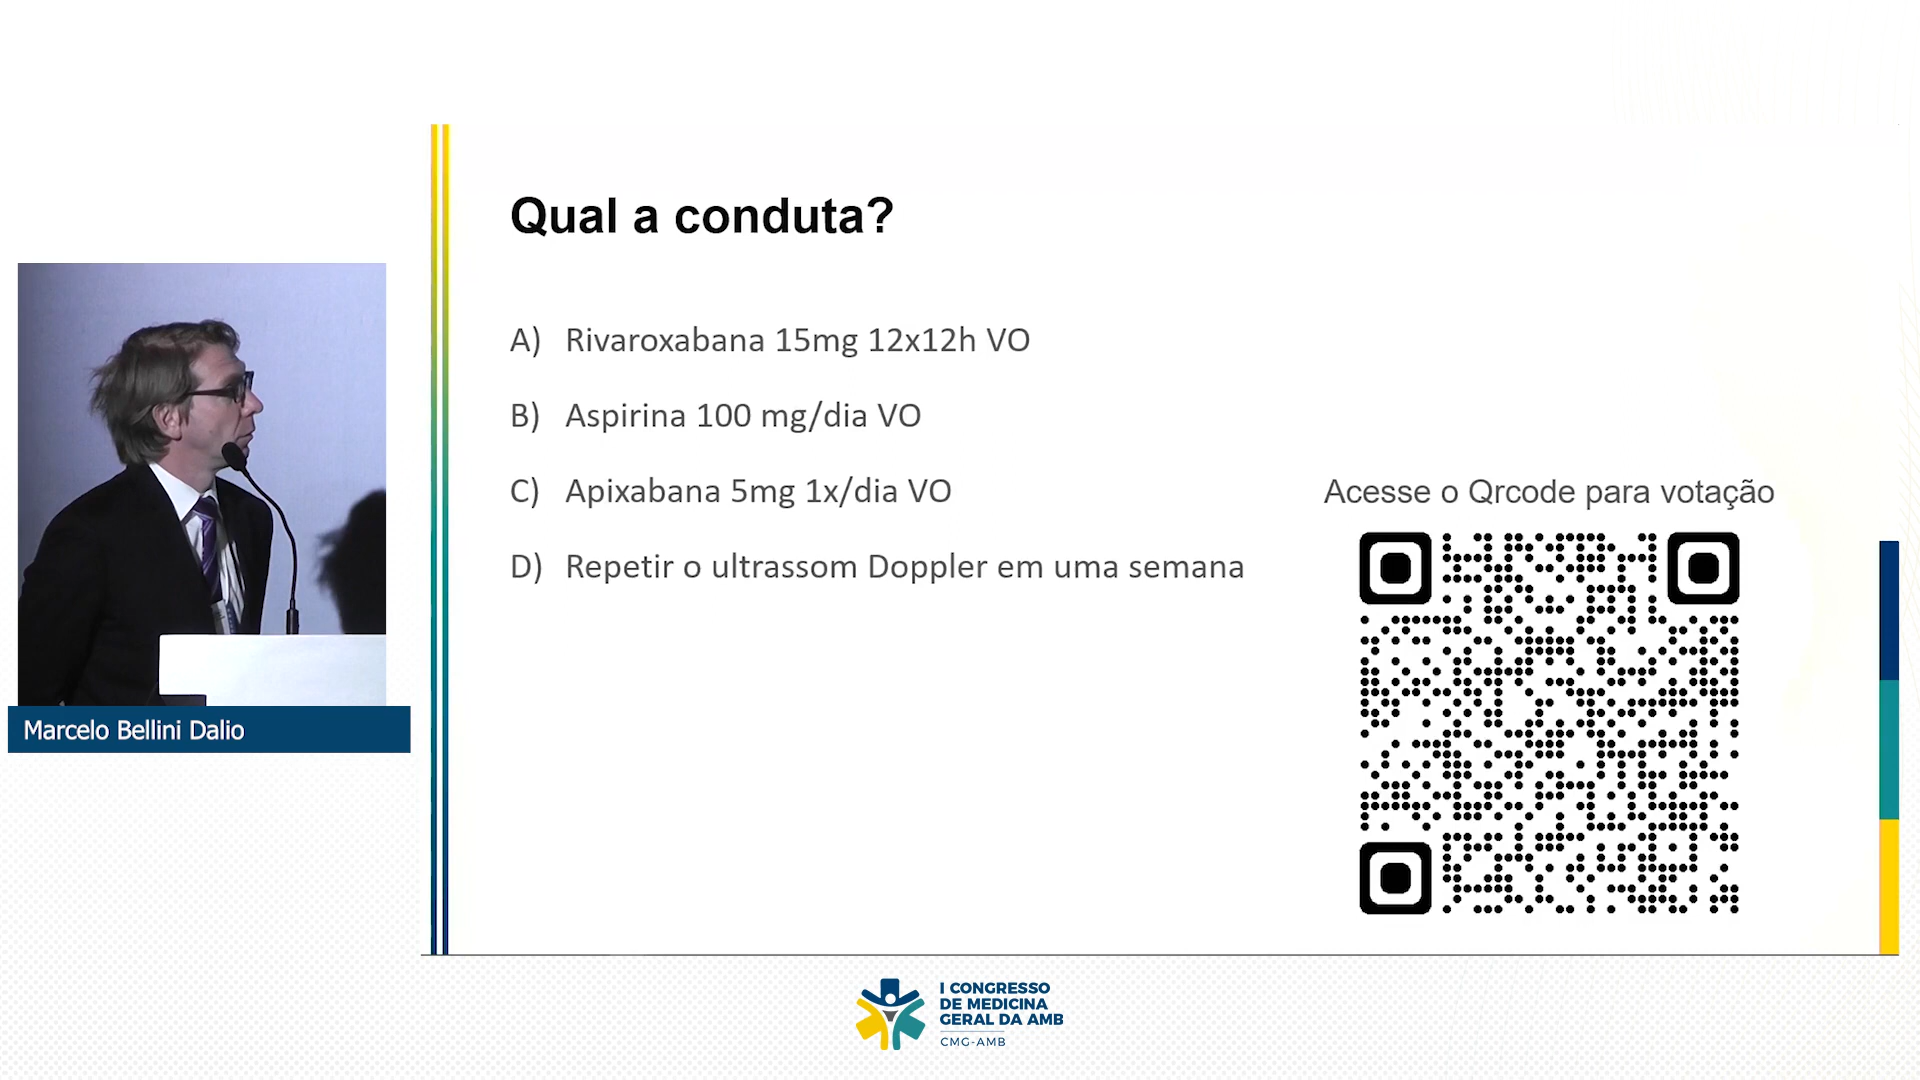 Qual a conduta?
A) Rivaroxabana 15mg 12x12h VO
B) Aspirina 100 mg/dia VO
C) Apixabana 5mg 1x/dia VO
D) Repetir o ultrassom Doppler em uma semana
Acesse o Qrcode para votação
Marcelo Bellini Dalio
I CONGRESSO
DE MEDICINA
GERAL DA AMB
CMG-AMB